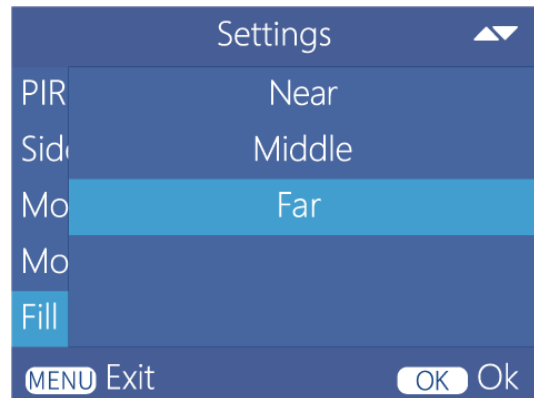 Settings
PIR
Near
Sid
Middle
Mo
Far
Mo
Fill
MENU Exit
OK Ok